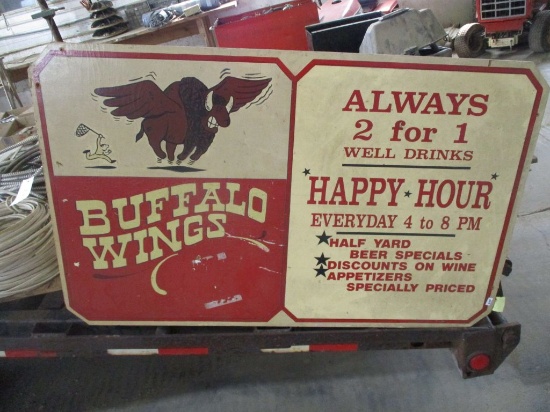 BUFFALO
WINGS
ALWAYS
2 for 1
WELL DRINKS
HAPPY HOUR
EVERYDAY 4 to 8 PM
HALF YARD
BEER SPECIALS
DISCOUNTS ON WINE
APPETIZERS
SPECIALLY PRICED